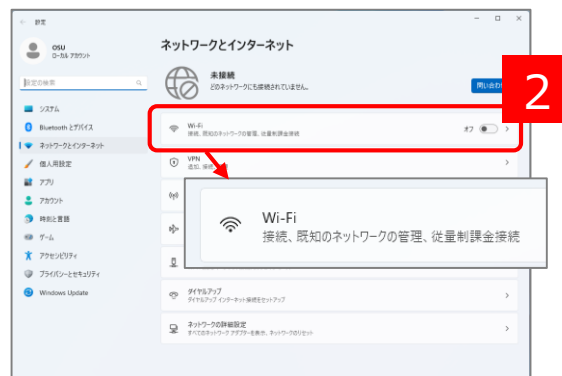 設定
OSU
ローカル アカウント
設定の検索
システム
Bluetooth とデバイス
ネットワークとインターネット
個人用設定
アプリ
アカウント
時刻と言語
ゲーム
アクセシビリティ
プライバシーとセキュリティ
Windows Update
ネットワークとインターネット
未接続
どのネットワークにも接続されていません。
2
Wi-Fi
接続、既知のネットワークの管理、従量制課金接続
オフ
VPN
Wi-Fi
接続、既知のネットワークの管理、従量制課金接続
ダイヤルアップ
ダイヤルアップ インターネット接続をセットアップ
ネットワークの詳細設定
すべてのネットワーク アダプターを表示、ネットワークのリセット